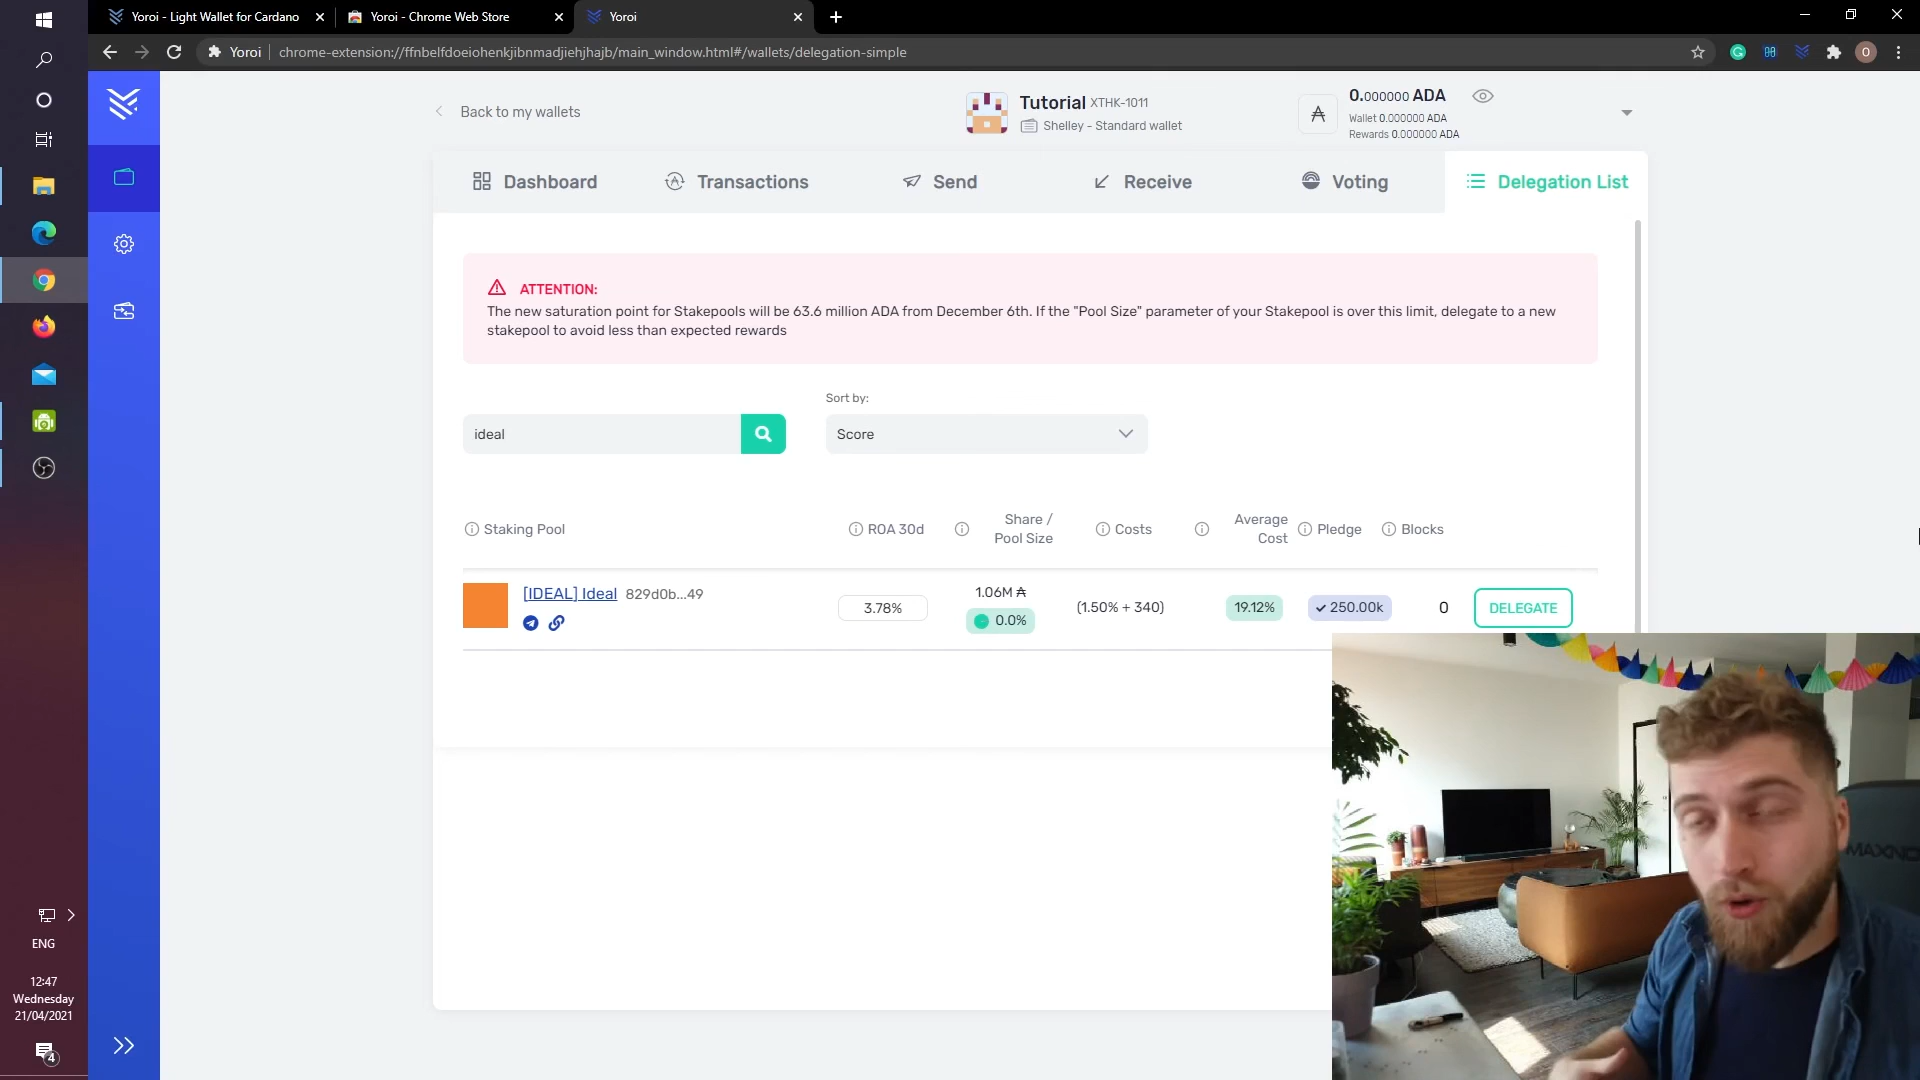 Yoroi - Light Wallet for Cardano
Yoroi - Chrome Web Store
Yoroi
Yoroi
chrome-extension://ffnbelfdoeiohenkjibnmadjiehjhajb/main_window.html#/wallets/delegation-simple
O
Back to my wallets
Tutorial XTHK-1011
Shelley - Standard wallet
0.000000 ADA
Wallet 0.000000 ADA
Rewards 0.000000 ADA
Dashboard
Transactions
Send
Receive
Voting
Delegation List
ATTENTION:
The new saturation point for Stakepools will be 63.6 million ADA from December 6th. If the "Pool Size" parameter of your Stakepool is over this limit, delegate to a new
stakepool to avoid less than expected rewards
ideal
Sort by:
Score
Staking Pool
ROA 30d
Share /
Pool Size
Costs
Average
Cost
Pledge
Blocks
[IDEAL] Ideal 829d0b...49
3.78%
1.06M ₳
0.0%
(1.50% + 340)
19.12%
250.00k
0
DELEGATE
ENG
12:47
Wednesday
21/04/2021
4